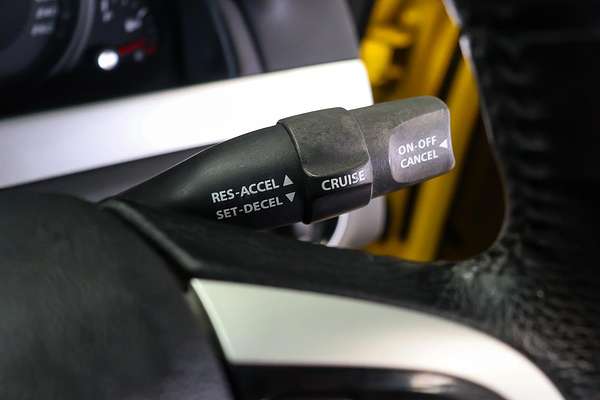 RES-ACCEL ▲
SET-DECEL ▼
CRUISE
ON-OFF
CANCEL ◀